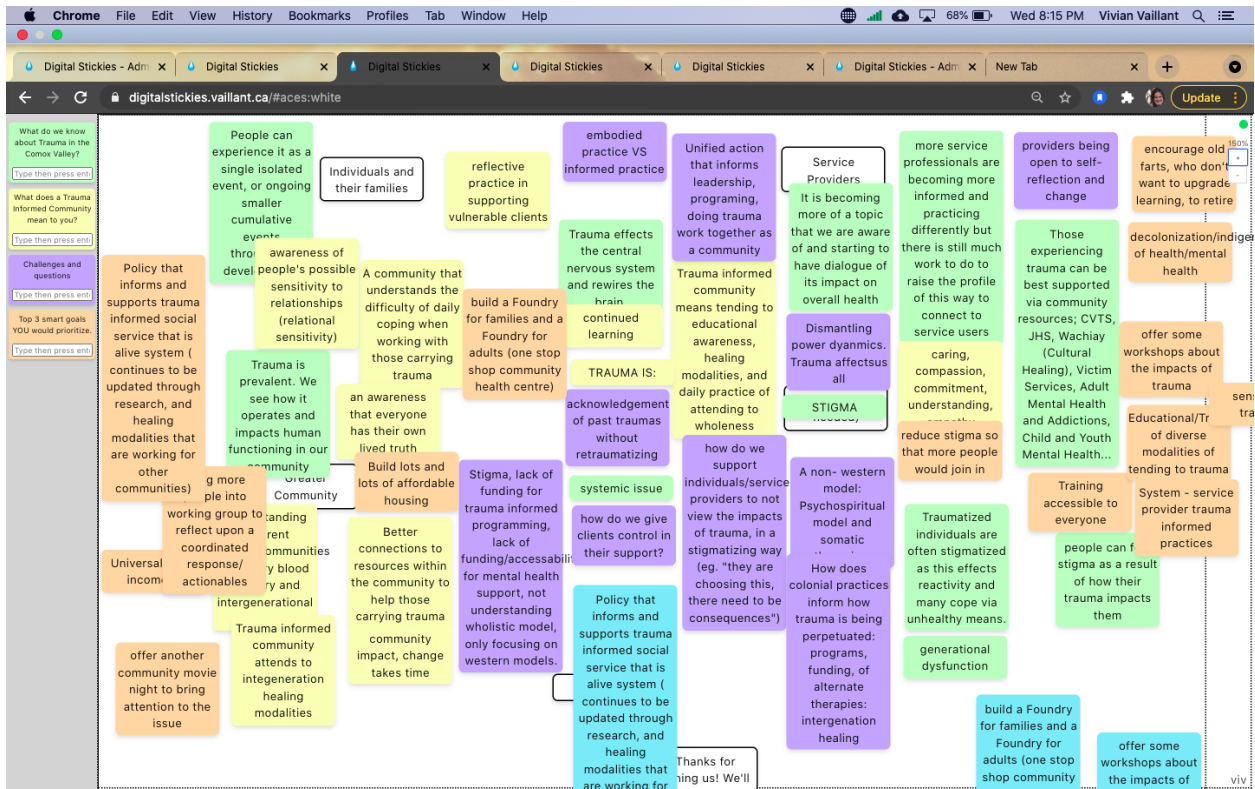 Chrome File Edit View History Bookmarks Profiles Tab Window Help
68% Wed 8:15 PM Vivian Vaillant
Digital Stickies - Adm
Digital Stickies
Digital Stickies
Digital Stickies
Digital Stickies
Digital Stickies - Adm
New Tab
digitalstickies.vaillant.ca/#aces:white
Update
What do we know
about Trauma in the
Comox Valley?
Type then press ent
What does a Trauma
Informed Community
mean to you?
Type then press ent
Challenges and
questions
Type then press ent
Top 3 smart goals
YOU would prioritize.
Type then press ent
People can
experience it as a
single isolated
event, or ongoing
smaller
cumulative
events
Individuals and
their families
reflective
practice in
supporting
vulnerable clients
embodied
practice VS
informed practice
Unified action
that informs
leadership,
programing,
doing trauma
work together as
a community
Service
Providers
It is becoming
more of a topic
that we are aware
of and starting to
have dialogue of
its impact on
overall health
more service
professionals are
becoming more
informed and
practicing
differently but
there is still much
work to do to
raise the profile
of this way to
connect to
service users
providers being
open to self-
reflection and
change
encourage old
farts, who don't
want to upgrade
learning, to retire
150%
+
-
awareness of
people's possible
sensitivity to
relationships
(relational
sensitivity)
Policy that
informs and
supports trauma
informed social
service that is
alive system (
continues to be
updated through
research, and
healing
modalities that
are working for
other
communities)
A community that
understands the
difficulty of daily
coping when
working with
those carrying
trauma
build a Foundry
for families and a
Foundry for
adults (one stop
shop community
health centre)
Trauma effects
the central
nervous system
and rewires the
brain
continued
learning
TRAUMA IS:
Trauma informed
community
means tending to
educational
awareness,
healing
modalities, and
daily practice of
attending to
wholeness
Dismantling
power dyanmics.
Trauma affectsus
all
STIGMA
needed)
caring,
compassion,
commitment,
understanding,
empathy
Those
experiencing
trauma can be
best supported
via community
resources; CVTS,
JHS, Wachiay
(Cultural
Healing), Victim
Services, Adult
Mental Health
and Addictions,
Child and Youth
Mental Health...
decolonization/indige
of health/mental
health
offer some
workshops about
the impacts of
trauma
sen
tra
Educational/Tr
of diverse
modalities of
tending to trauma
Trauma is
prevalent. We
see how it
operates and
impacts human
functioning in our
community
an awareness
that everyone
has their own
lived truth
acknowledgement
of past traumas
without
retraumatizing
reduce stigma so
that more people
would join in
Greater
Community
Build lots and
lots of affordable
housing
Stigma, lack of
funding for
trauma informed
programming,
lack of
funding/accessabil
for mental health
support, not
understanding
wholistic model,
only focusing on
western models.
systemic issue
how do we give
clients control in
their support?
how do we
support
individuals/service
providers to not
view the impacts
of trauma, in a
stigmatizing way
(eg. "they are
choosing this,
there need to be
consequences")
A non- western
model:
Psychospiritual
model and
somatic
Training
accessible to
everyone
System - service
provider trauma
informed
practices
more
into
working group to
reflect upon a
coordinated
response/
actionables
Universal
income
blood
and
intergenerational
Better
connections to
resources within
the community to
help those
carrying trauma
community
impact, change
takes time
Traumatized
individuals are
often stigmatized
as this effects
reactivity and
many cope via
unhealthy means.
people can
stigma as a result
of how their
trauma impacts
them
How does
colonial practices
inform how
trauma is being
perpetuated:
programs,
funding, of
alternate
therapies:
intergenation
healing
generational
dysfunction
Trauma informed
community
attends to
integeneration
healing
modalities
offer another
community movie
night to bring
attention to the
issue
Policy that
informs and
supports trauma
informed social
service that is
alive system (
continues to be
updated through
research, and
healing
modalities that
are working for
Thanks for
ning us! We'll
build a Foundry
for families and a
Foundry for
adults (one stop
shop community
offer some
workshops about
the impacts of
viv